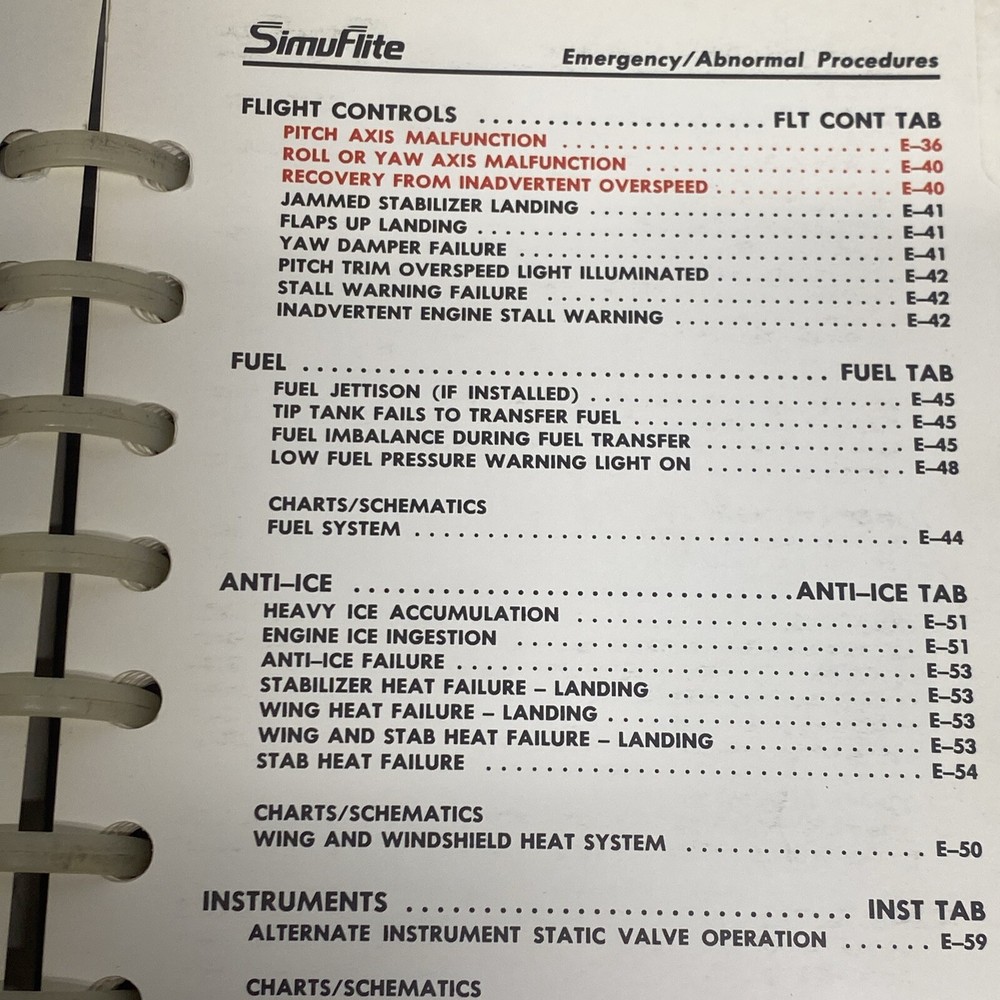 SimuFlite Emergency/Abnormal Procedures
FLIGHT CONTROLS ........................ FLT CONT TAB
PITCH AXIS MALFUNCTION ........................... E–36
ROLL OR YAW AXIS MALFUNCTION ..................... E–40
RECOVERY FROM INADVERTENT OVERSPEED .............. E–40
JAMMED STABILIZER LANDING ........................ E–41
FLAPS UP LANDING ................................. E–41
YAW DAMPER FAILURE ............................... E–41
PITCH TRIM OVERSPEED LIGHT ILLUMINATED ........... E–42
STALL WARNING FAILURE ............................ E–42
INADVERTENT ENGINE STALL WARNING ................. E–42
FUEL ................................. FUEL TAB
FUEL JETTISON (IF INSTALLED) ..................... E–45
TIP TANK FAILS TO TRANSFER FUEL .................. E–45
FUEL IMBALANCE DURING FUEL TRANSFER .............. E–45
LOW FUEL PRESSURE WARNING LIGHT ON ............... E–48
CHARTS/SCHEMATICS
FUEL SYSTEM ...................................... E–44
ANTI–ICE ............................. ANTI–ICE TAB
HEAVY ICE ACCUMULATION ........................... E–51
ENGINE ICE INGESTION ............................. E–51
ANTI–ICE FAILURE ................................. E–53
STABILIZER HEAT FAILURE – LANDING ................ E–53
WING HEAT FAILURE – LANDING ...................... E–53
WING AND STAB HEAT FAILURE – LANDING ............. E–53
STAB HEAT FAILURE ................................ E–54
CHARTS/SCHEMATICS
WING AND WINDSHIELD HEAT SYSTEM .................. E–50
INSTRUMENTS ............................ INST TAB
ALTERNATE INSTRUMENT STATIC VALVE OPERATION ...... E–59
CHARTS/SCHEMATICS